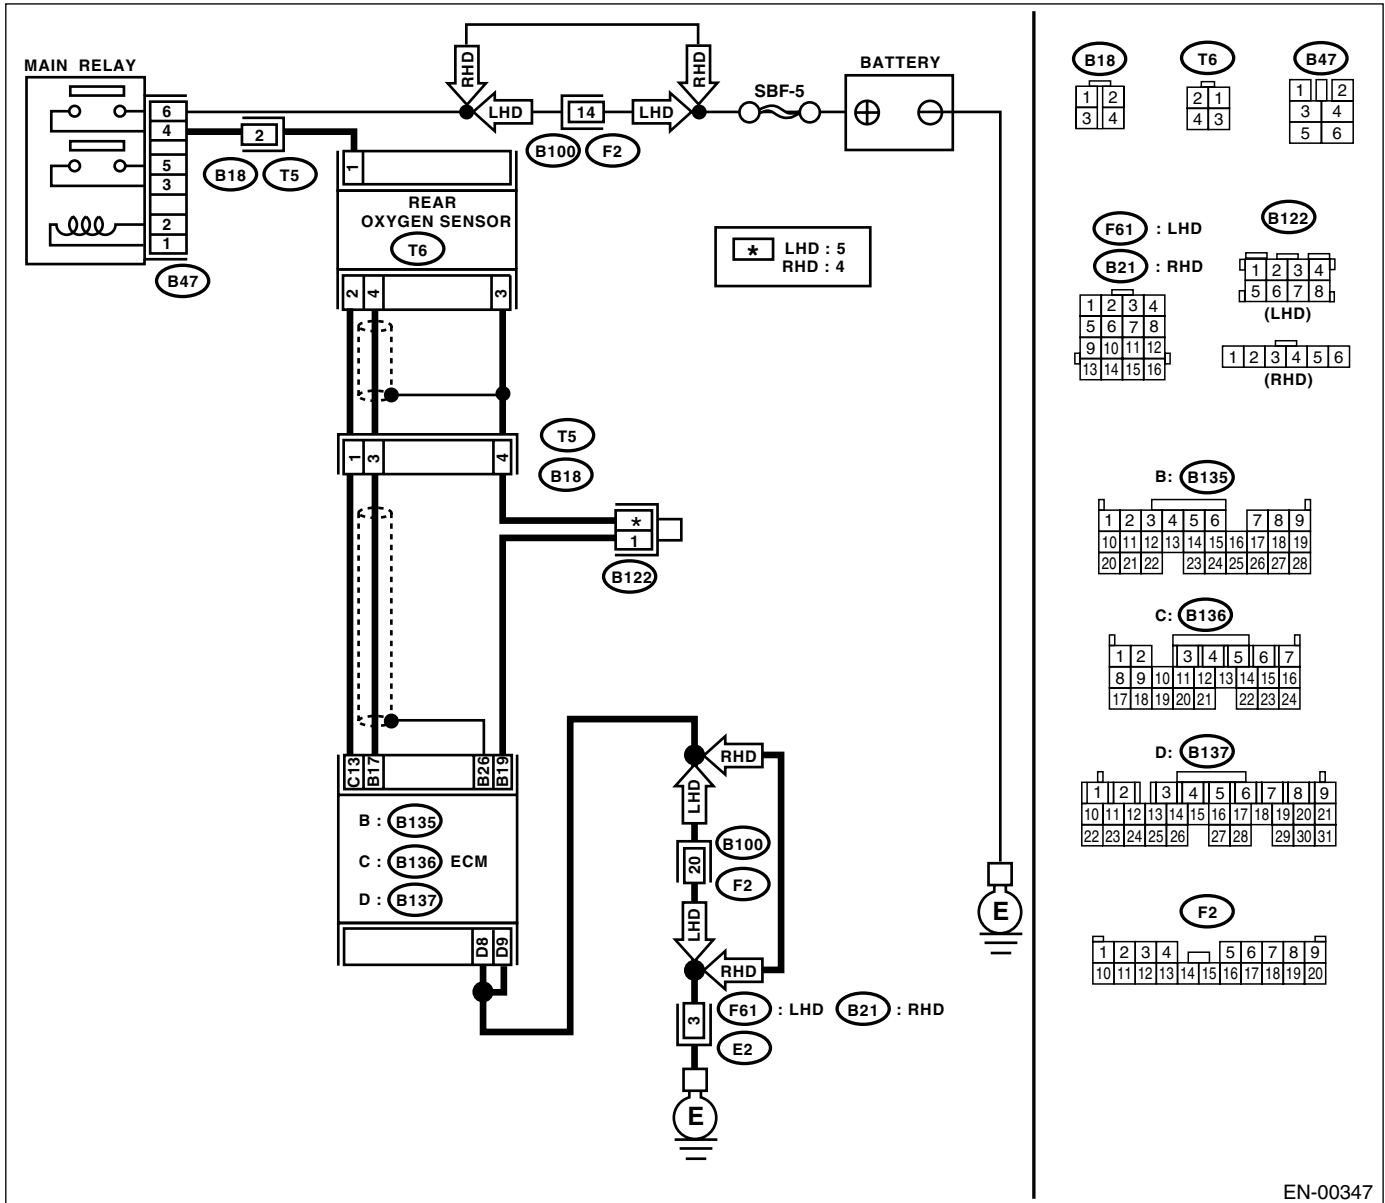 MAIN RELAY
6
4
5
3
2
1
B47
2
B18 T5
RHD
LHD
14
LHD
RHD
B100 F2
SBF-5
BATTERY
1
REAR
OXYGEN SENSOR
T6
2 4 3
* LHD : 5
RHD : 4
1 3 4
T5
B18
*
1
B122
C13 B17 B26 B19
B : B135
C : B136 ECM
D : B137
D8 D9
RHD
LHD
20
B100
F2
LHD
RHD
3
F61 : LHD B21 : RHD
E2
E
E
B18
1 2
3 4
T6
2 1
4 3
B47
1 2
3 4
5 6
F61 : LHD
B21 : RHD
1 2 3 4
5 6 7 8
9 10 11 12
13 14 15 16
B122
1 2 3 4
5 6 7 8
(LHD)
1 2 3 4 5 6
(RHD)
B: B135
1 2 3 4 5 6 7 8 9
10 11 12 13 14 15 16 17 18 19
20 21 22 23 24 25 26 27 28
C: B136
1 2 3 4 5 6 7
8 9 10 11 12 13 14 15 16
17 18 19 20 21 22 23 24
D: B137
1 2 3 4 5 6 7 8 9
10 11 12 13 14 15 16 17 18 19 20 21
22 23 24 25 26 27 28 29 30 31
F2
1 2 3 4 5 6 7 8 9
10 11 12 13 14 15 16 17 18 19 20
EN-00347